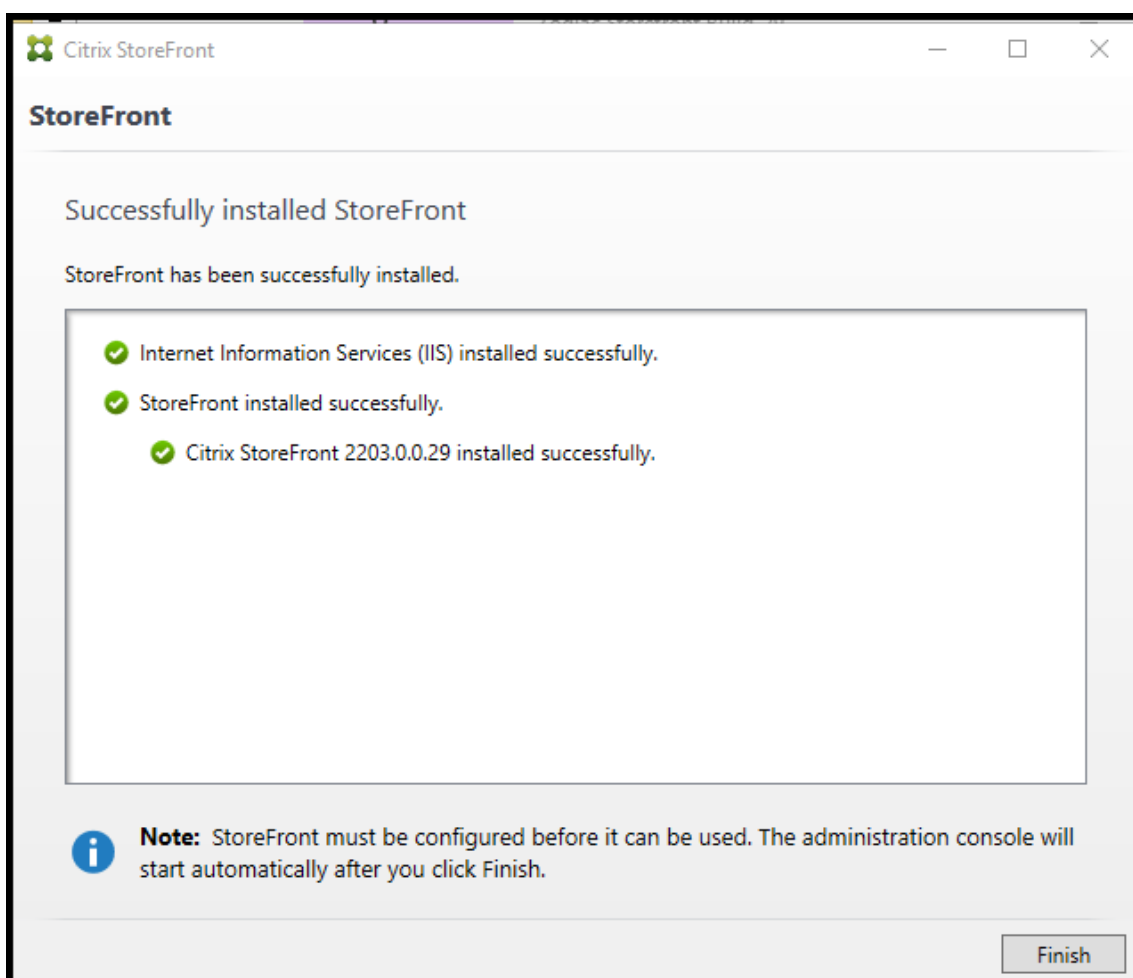 Citrix StoreFront
StoreFront
Successfully installed StoreFront
StoreFront has been successfully installed.
Internet Information Services (IIS) installed successfully.
StoreFront installed successfully.
Citrix StoreFront 2203.0.0.29 installed successfully.
Note: StoreFront must be configured before it can be used. The administration console will
start automatically after you click Finish.
Finish